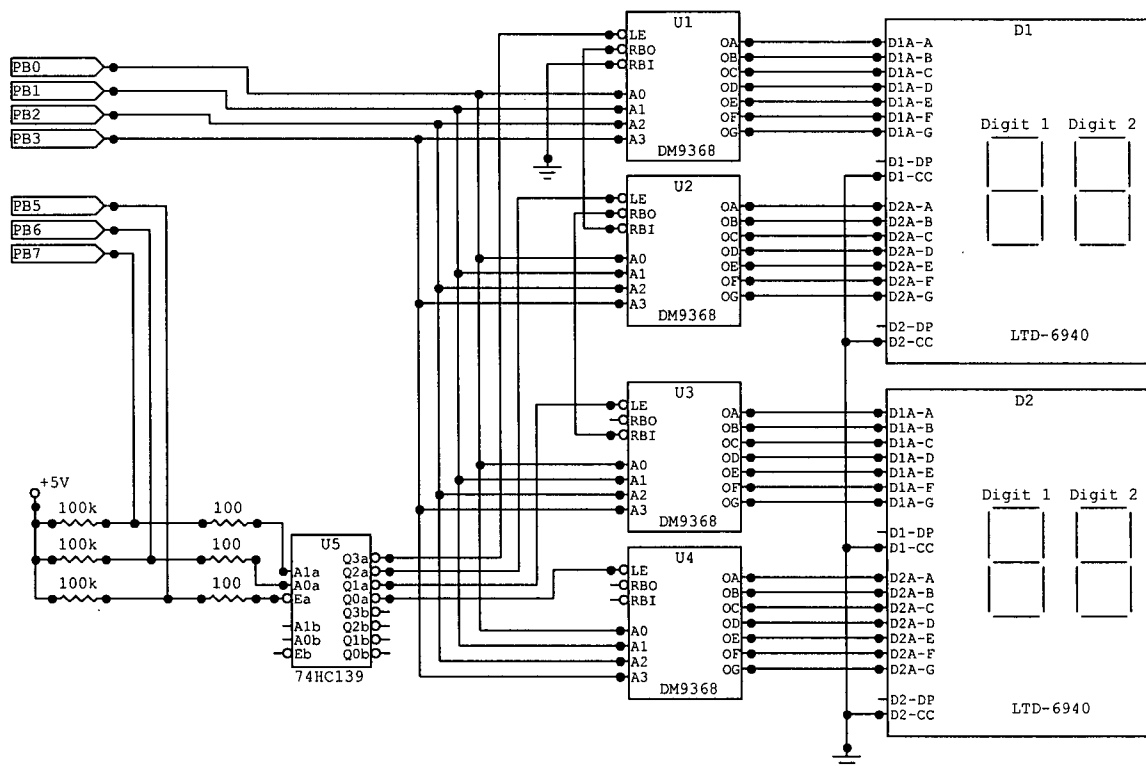 PB0
PB1
PB2
PB3
PB5
PB6
PB7
+5V
100k
100
100k
100
100k
100
U5
A1a
A0a
Ea
A1b
A0b
Eb
Q3a
Q2a
Q1a
Q0a
Q3b
Q2b
Q1b
Q0b
74HC139
U1
LE
RBO
RBI
A0
A1
A2
A3
OA
OB
OC
OD
OE
OF
OG
DM9368
U2
LE
RBO
RBI
A0
A1
A2
A3
OA
OB
OC
OD
OE
OF
OG
DM9368
U3
LE
RBO
RBI
A0
A1
A2
A3
OA
OB
OC
OD
OE
OF
OG
DM9368
U4
LE
RBO
RBI
A0
A1
A2
A3
OA
OB
OC
OD
OE
OF
OG
DM9368
D1
D1A-A
D1A-B
D1A-C
D1A-D
D1A-E
D1A-F
D1A-G
D1-DP
D1-CC
D2A-A
D2A-B
D2A-C
D2A-D
D2A-E
D2A-F
D2A-G
D2-DP
D2-CC
Digit 1 Digit 2
LTD-6940
D2
D1A-A
D1A-B
D1A-C
D1A-D
D1A-E
D1A-F
D1A-G
D1-DP
D1-CC
D2A-A
D2A-B
D2A-C
D2A-D
D2A-E
D2A-F
D2A-G
D2-DP
D2-CC
Digit 1 Digit 2
LTD-6940